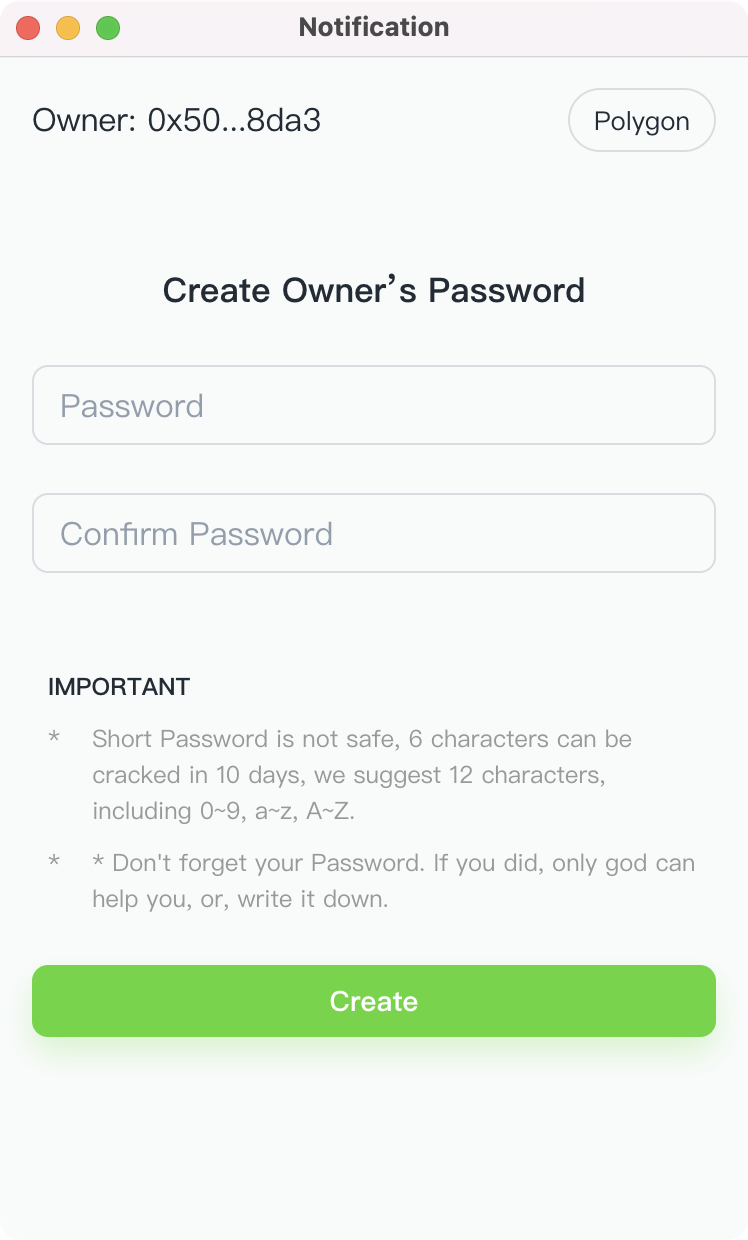 Notification
Owner: 0x50...8da3
Polygon
Create Owner’s Password
Password
Confirm Password
IMPORTANT
* Short Password is not safe, 6 characters can be
cracked in 10 days, we suggest 12 characters,
including 0~9, a~z, A~Z.
* * Don't forget your Password. If you did, only god can
help you, or, write it down.
Create